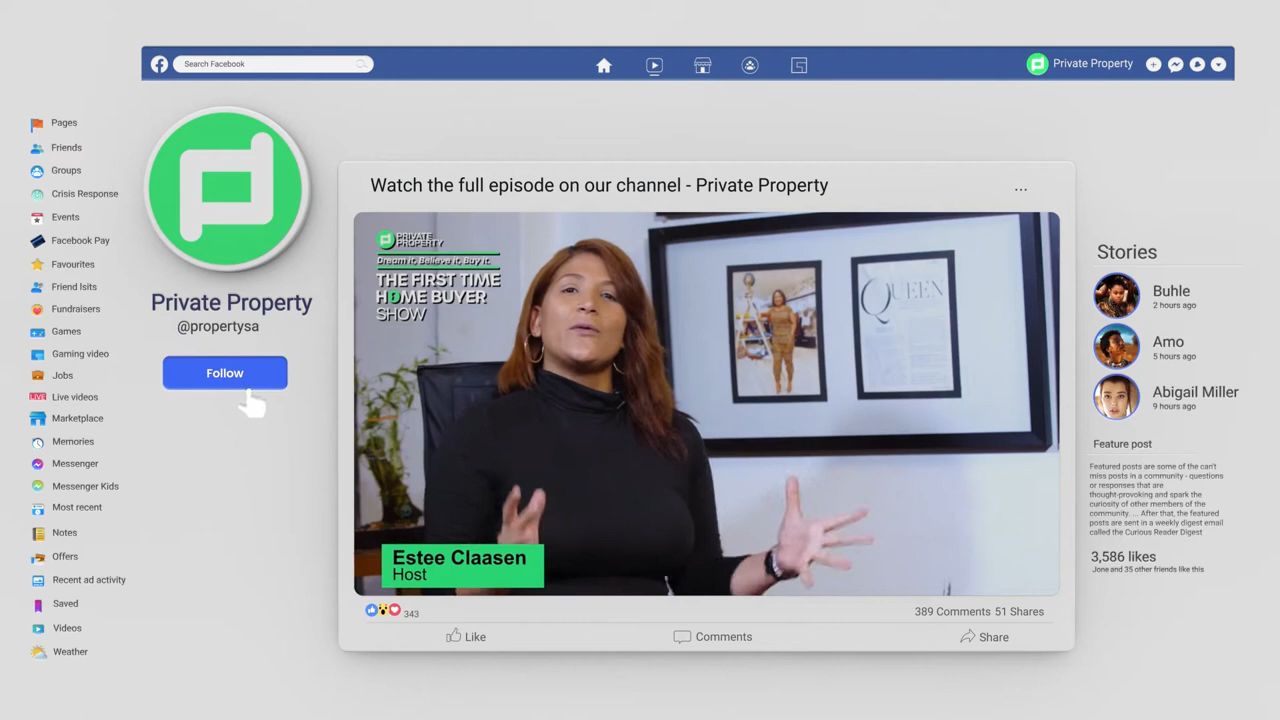 Search Facebook
Private Property
Pages
Friends
Groups
Crisis Response
Events
Facebook Pay
Favourites
Friend lsits
Fundraisers
Games
Gaming video
Jobs
LIVE Live videos
Marketplace
Memories
Messenger
Messenger Kids
Most recent
Notes
Offers
Recent ad activity
Saved
Videos
Weather
Private Property
@propertysa
Follow
Watch the full episode on our channel - Private Property
...
PRIVATE
PROPERTY
Dream it, Believe it, Buy it.
THE FIRST TIME
HOME BUYER
SHOW
QUEEN
Estee Claasen
Host
343
389 Comments 51 Shares
Like
Comments
Share
Stories
Buhle
2 hours ago
Amo
5 hours ago
Abigail Miller
9 hours ago
Feature post
Featured posts are some of the can't
miss posts in a community - questions
or responses that are
thought-provoking and spark the
curiosity of other members of the
community. ... After that, the featured
posts are sent in a weekly digest email
called the Curious Reader Digest
3,586 likes
Jone and 35 other friends like this